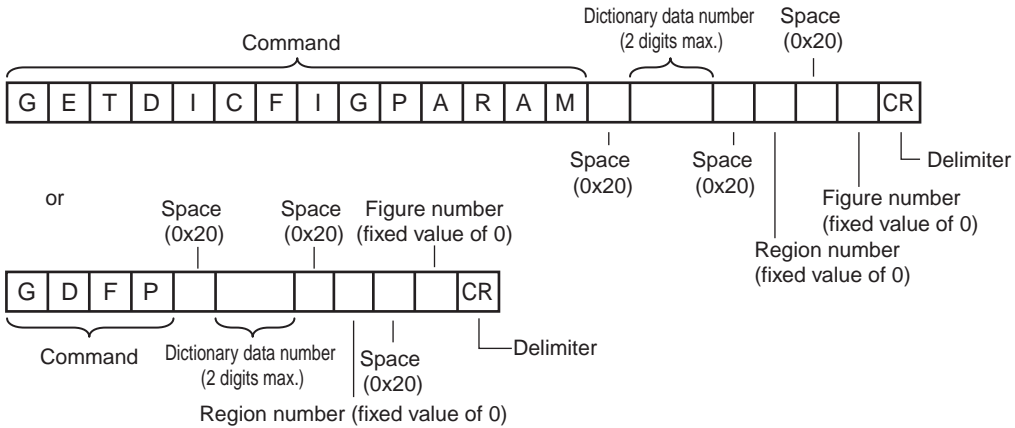 Command
Dictionary data number
(2 digits max.)
Space
(0x20)
G E T D I C F I G P A R A M CR
Space
(0x20)
Space
(0x20)
Delimiter
Figure number
(fixed value of 0)
Region number
(fixed value of 0)
or
Space
(0x20)
Space
(0x20)
Figure number
(fixed value of 0)
G D F P CR
Command
Dictionary data number
(2 digits max.)
Space
(0x20)
Delimiter
Region number (fixed value of 0)